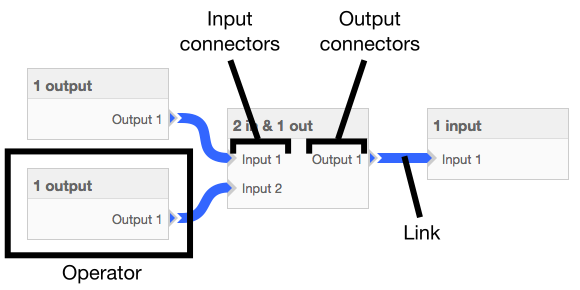 Input
connectors
Output
connectors
1 output
Output 1
2 in & 1 out
Input 1
Output 1
Input 2
1 input
Input 1
1 output
Output 1
Link
Operator